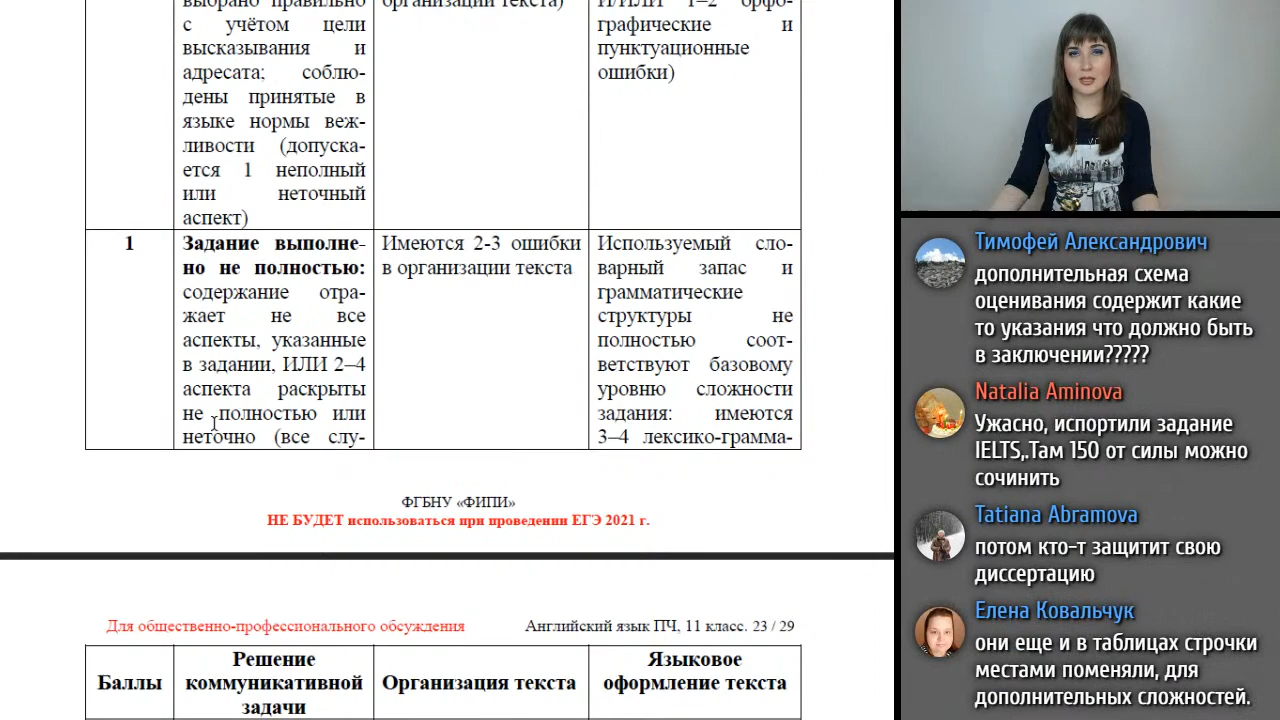 выбрано правильно
с учётом цели
высказывания и
адресата; соблю-
дены принятые в
языке нормы веж-
ливости (допуска-
ется 1 неполный
или неточный
аспект)
организации текста)
И/ИЛИ 1–2 орфо-
графические и
пунктуационные
ошибки)
1
Задание выполне-
но не полностью:
содержание отра-
жает не все
аспекты, указанные
в задании, ИЛИ 2–4
аспекта раскрыты
не полностью или
неточно (все слу-
Имеются 2-3 ошибки
в организации текста
Используемый сло-
варный запас и
грамматические
структуры не
полностью соот-
ветствуют базовому
уровню сложности
задания: имеются
3–4 лексико-грамма-
ФГБНУ «ФИПИ»
НЕ БУДЕТ использоваться при проведении ЕГЭ 2021 г.
Для общественно-профессионального обсуждения
Английский язык ПЧ, 11 класс. 23 / 29
Баллы
Решение
коммуникативной
задачи
Организация текста
Языковое
оформление текста
Тимофей Александрович
дополнительная схема
оценивания содержит какие
то указания что должно быть
в заключении?????
Natalia Aminova
Ужасно, испортили задание
IELTS,.Там 150 от силы можно
сочинить
Tatiana Abramova
потом кто-т защитит свою
диссертацию
Елена Ковальчук
они еще и в таблицах строчки
местами поменяли, для
дополнительных сложностей.